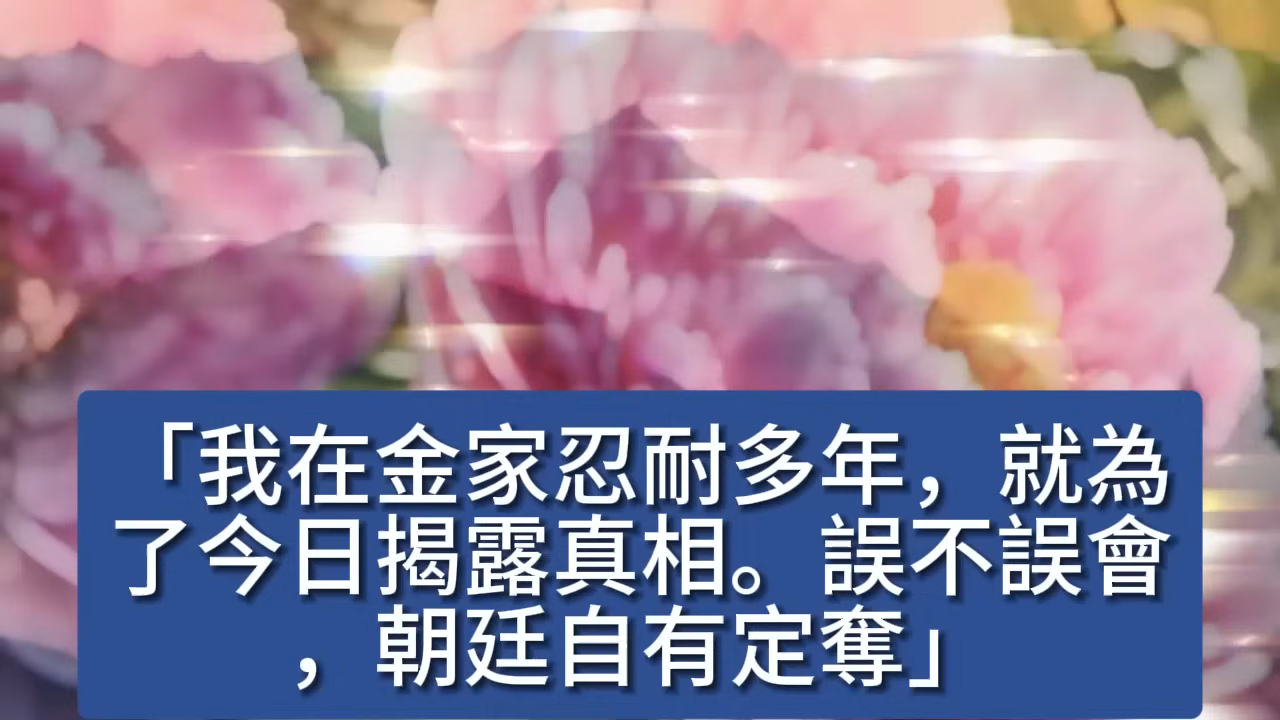 「我在金家忍耐多年，就為
了今日揭露真相。誤不誤會
，朝廷自有定奪」